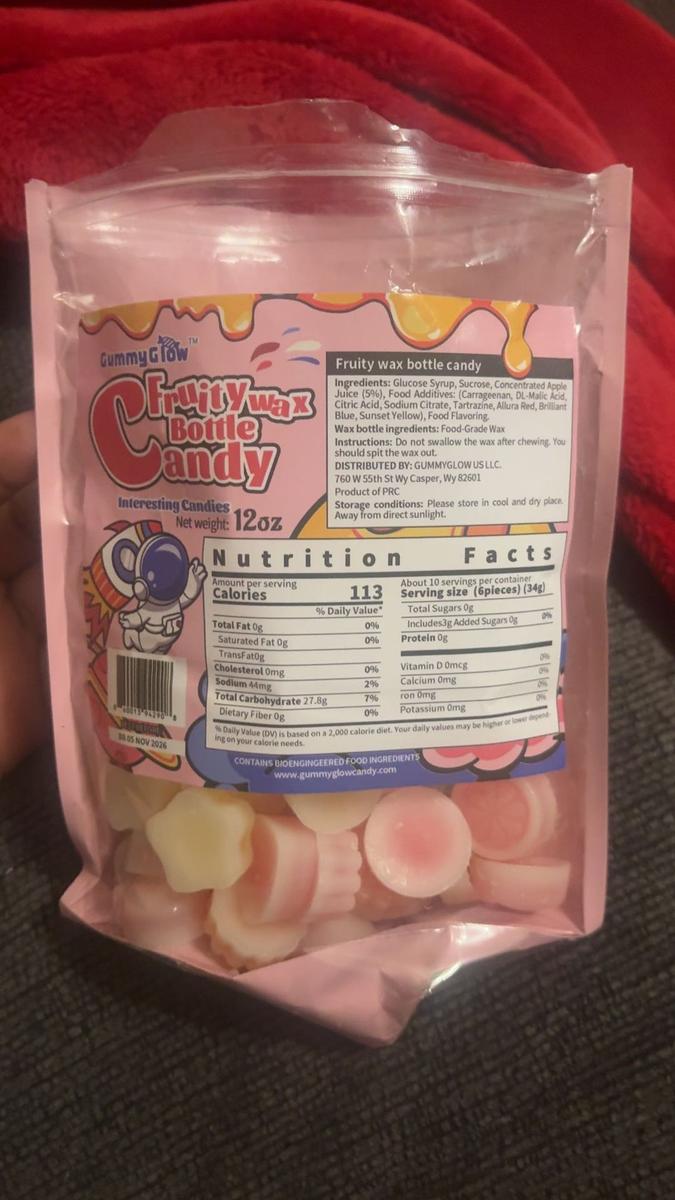 GummyGlow™
Fruity wax
Bottle
Candy
Interesting Candies
Net weight: 12oz
Fruity wax bottle candy
Ingredients: Glucose Syrup, Sucrose, Concentrated Apple
Juice (5%), Food Additives: (Carrageenan, DL-Malic Acid,
Citric Acid, Sodium Citrate, Tartrazine, Allura Red, Brilliant
Blue, Sunset Yellow), Food Flavoring.
Wax bottle ingredients: Food-Grade Wax
Instructions: Do not swallow the wax after chewing. You
should spit the wax out.
DISTRIBUTED BY: GUMMYGLOW US LLC.
760 W 55th St Wy Casper, Wy 82601
Product of PRC
Storage conditions: Please store in cool and dry place.
Away from direct sunlight.
Nutrition Facts
Amount per serving
Calories 113
% Daily Value*
Total Fat 0g 0%
Saturated Fat 0g 0%
TransFat0g
Cholesterol 0mg 0%
Sodium 44mg 2%
Total Carbohydrate 27.8g 7%
Dietary Fiber 0g 0%
About 10 servings per container
Serving size (6pieces) (34g)
Total Sugars 0g
Includes3g Added Sugars 0g 0%
Protein 0g
Vitamin D 0mcg 0%
Calcium 0mg 0%
ron 0mg 0%
Potassium 0mg 0%
% Daily Value (DV) is based on a 2,000 calorie diet. Your daily values may be higher or lower depend-
ing on your calorie needs.
05 NOV 2026
CONTAINS BIOENGINGEERED FOOD INGREDIENTS
www.gummyglowcandy.com